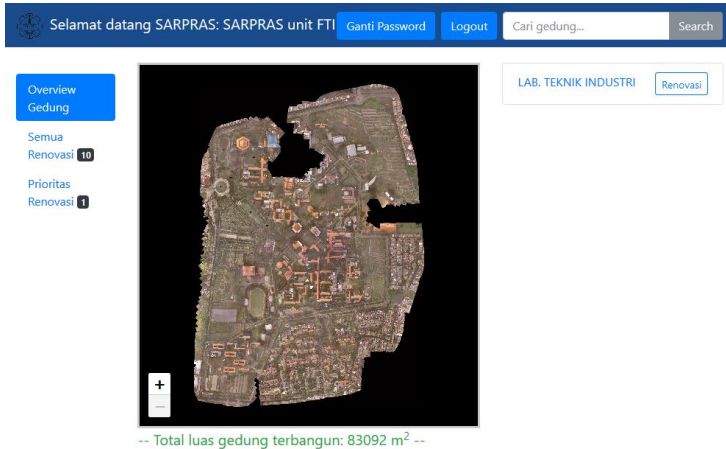 Selamat datang SARPRAS: SARPRAS unit FTI Ganti Password Logout Cari gedung... Search
Overview
Gedung
Semua
Renovasi 10
Prioritas
Renovasi 1
LAB. TEKNIK INDUSTRI Renovasi
+
−
-- Total luas gedung terbangun: 83092 m² --